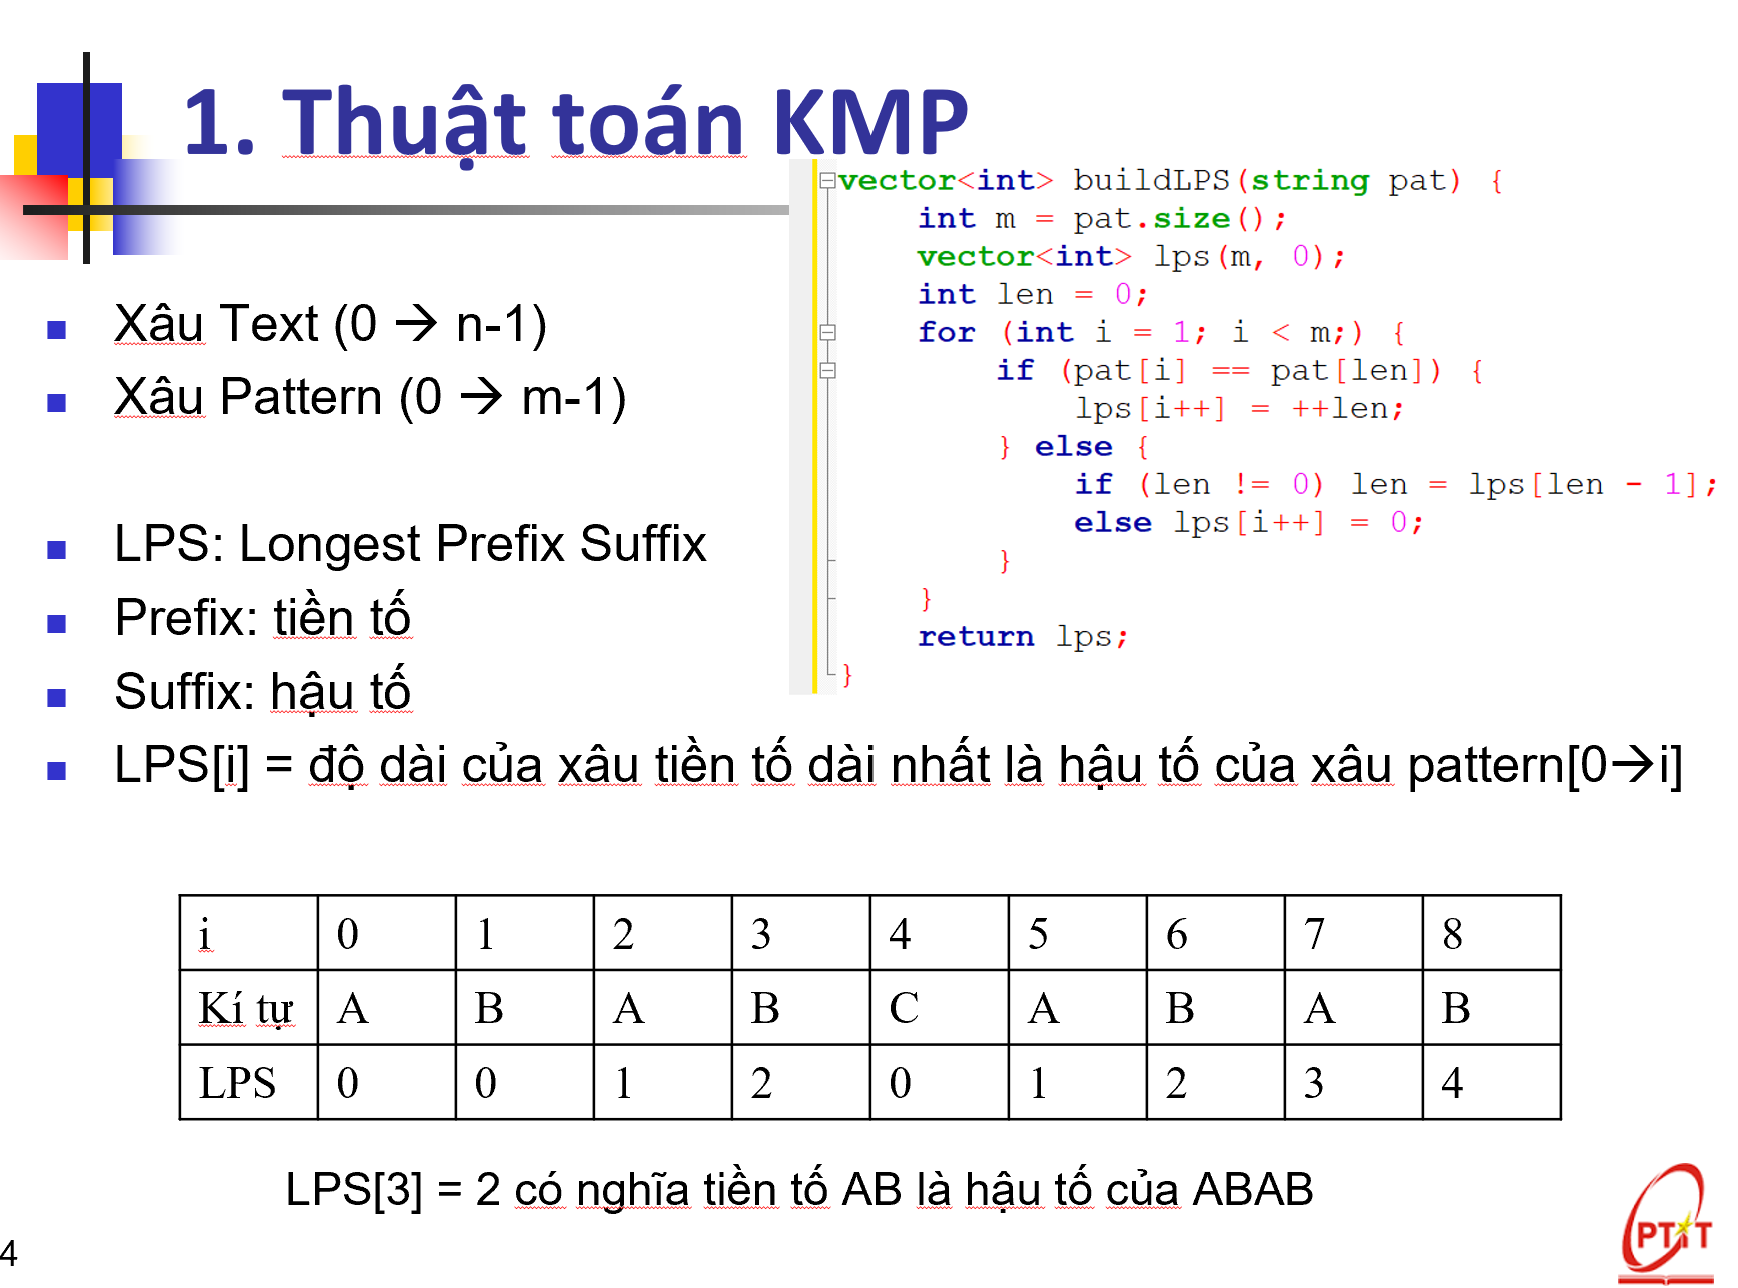 1. Thuật toán KMP
vector<int> buildLPS(string pat) {
    int m = pat.size();
    vector<int> lps(m, 0);
    int len = 0;
    for (int i = 1; i < m;) {
        if (pat[i] == pat[len]) {
            lps[i++] = ++len;
        } else {
            if (len != 0) len = lps[len - 1];
            else lps[i++] = 0;
        }
    }
    return lps;
}
Xâu Text (0 → n-1)
Xâu Pattern (0 → m-1)
LPS: Longest Prefix Suffix
Prefix: tiền tố
Suffix: hậu tố
LPS[i] = độ dài của xâu tiền tố dài nhất là hậu tố của xâu pattern[0→i]
i 0 1 2 3 4 5 6 7 8
Kí tự A B A B C A B A B
LPS 0 0 1 2 0 1 2 3 4
LPS[3] = 2 có nghĩa tiền tố AB là hậu tố của ABAB
4
PTIT